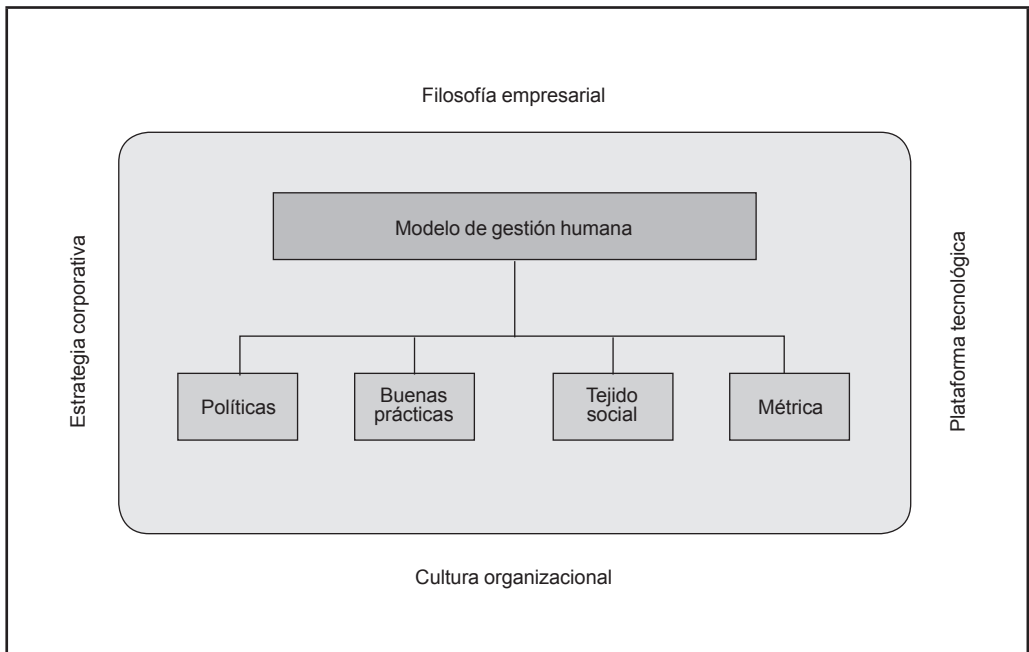 Filosofía empresarial
Estrategia corporativa
Modelo de gestión humana
Plataforma tecnológica
Políticas
Buenas
prácticas
Tejido
social
Métrica
Cultura organizacional